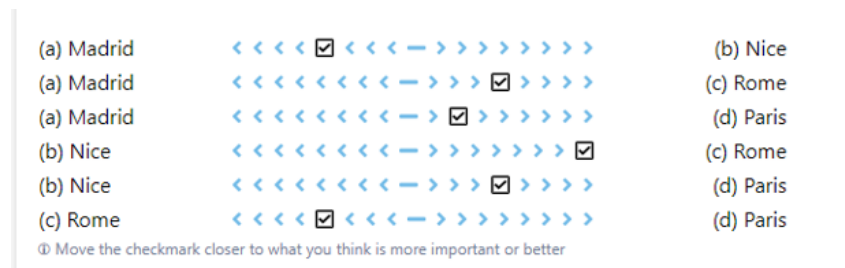 (a) Madrid < < < < ☑ < < < – > > > > > > > > (b) Nice
(a) Madrid < < < < < < < < – > > > ☑ > > > > (c) Rome
(a) Madrid < < < < < < < < – > ☑ > > > > > > (d) Paris
(b) Nice < < < < < < < < – > > > > > > > ☑ (c) Rome
(b) Nice < < < < < < < < – > > > ☑ > > > > (d) Paris
(c) Rome < < < < ☑ < < < – > > > > > > > > (d) Paris
① Move the checkmark closer to what you think is more important or better